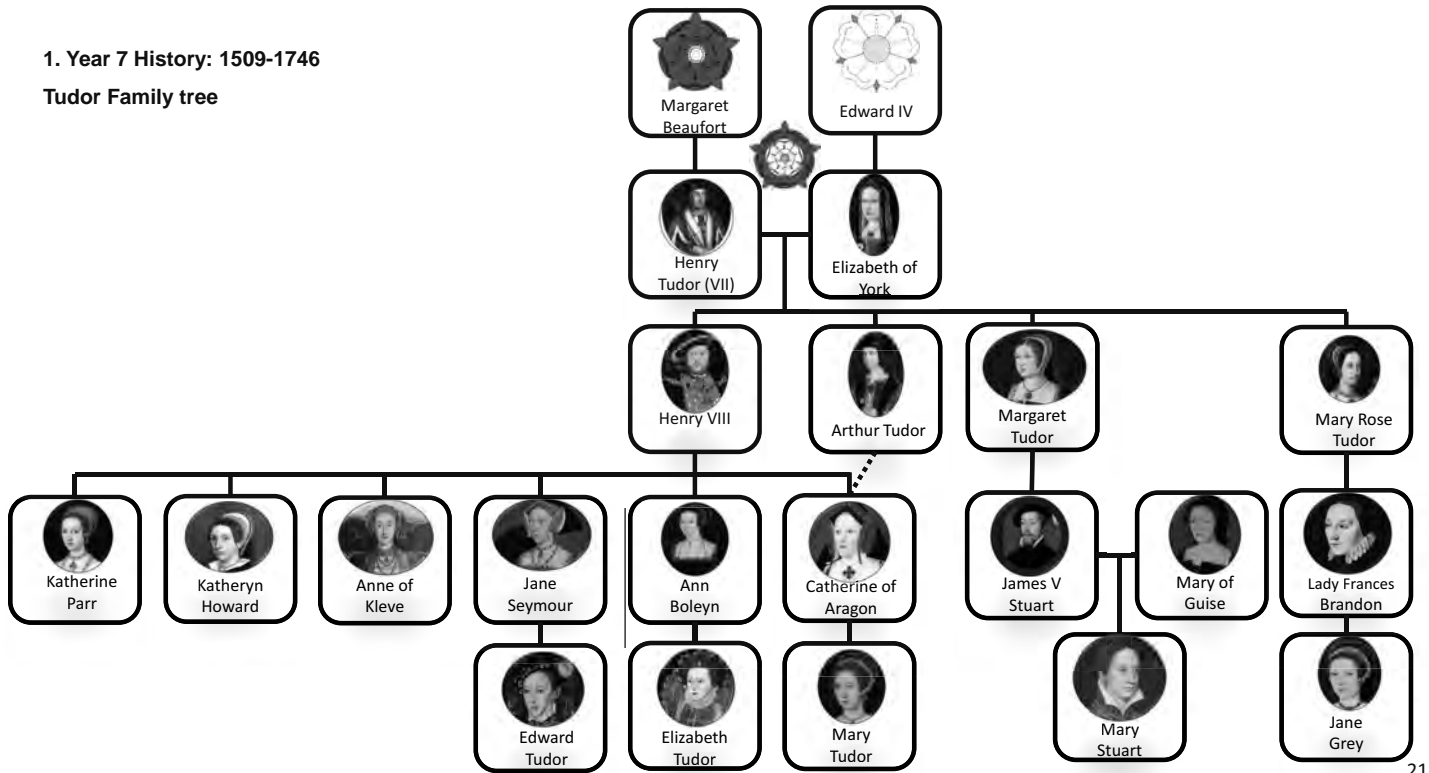 1. Year 7 History: 1509-1746
Tudor Family tree
Margaret
Beaufort
Edward IV
Henry
Tudor (VII)
Elizabeth of
York
Henry VIII
Arthur Tudor
Margaret
Tudor
Mary Rose
Tudor
Katherine
Parr
Katheryn
Howard
Anne of
Kleve
Jane
Seymour
Ann
Boleyn
Catherine of
Aragon
James V
Stuart
Mary of
Guise
Lady Frances
Brandon
Edward
Tudor
Elizabeth
Tudor
Mary
Tudor
Mary
Stuart
Jane
Grey
21